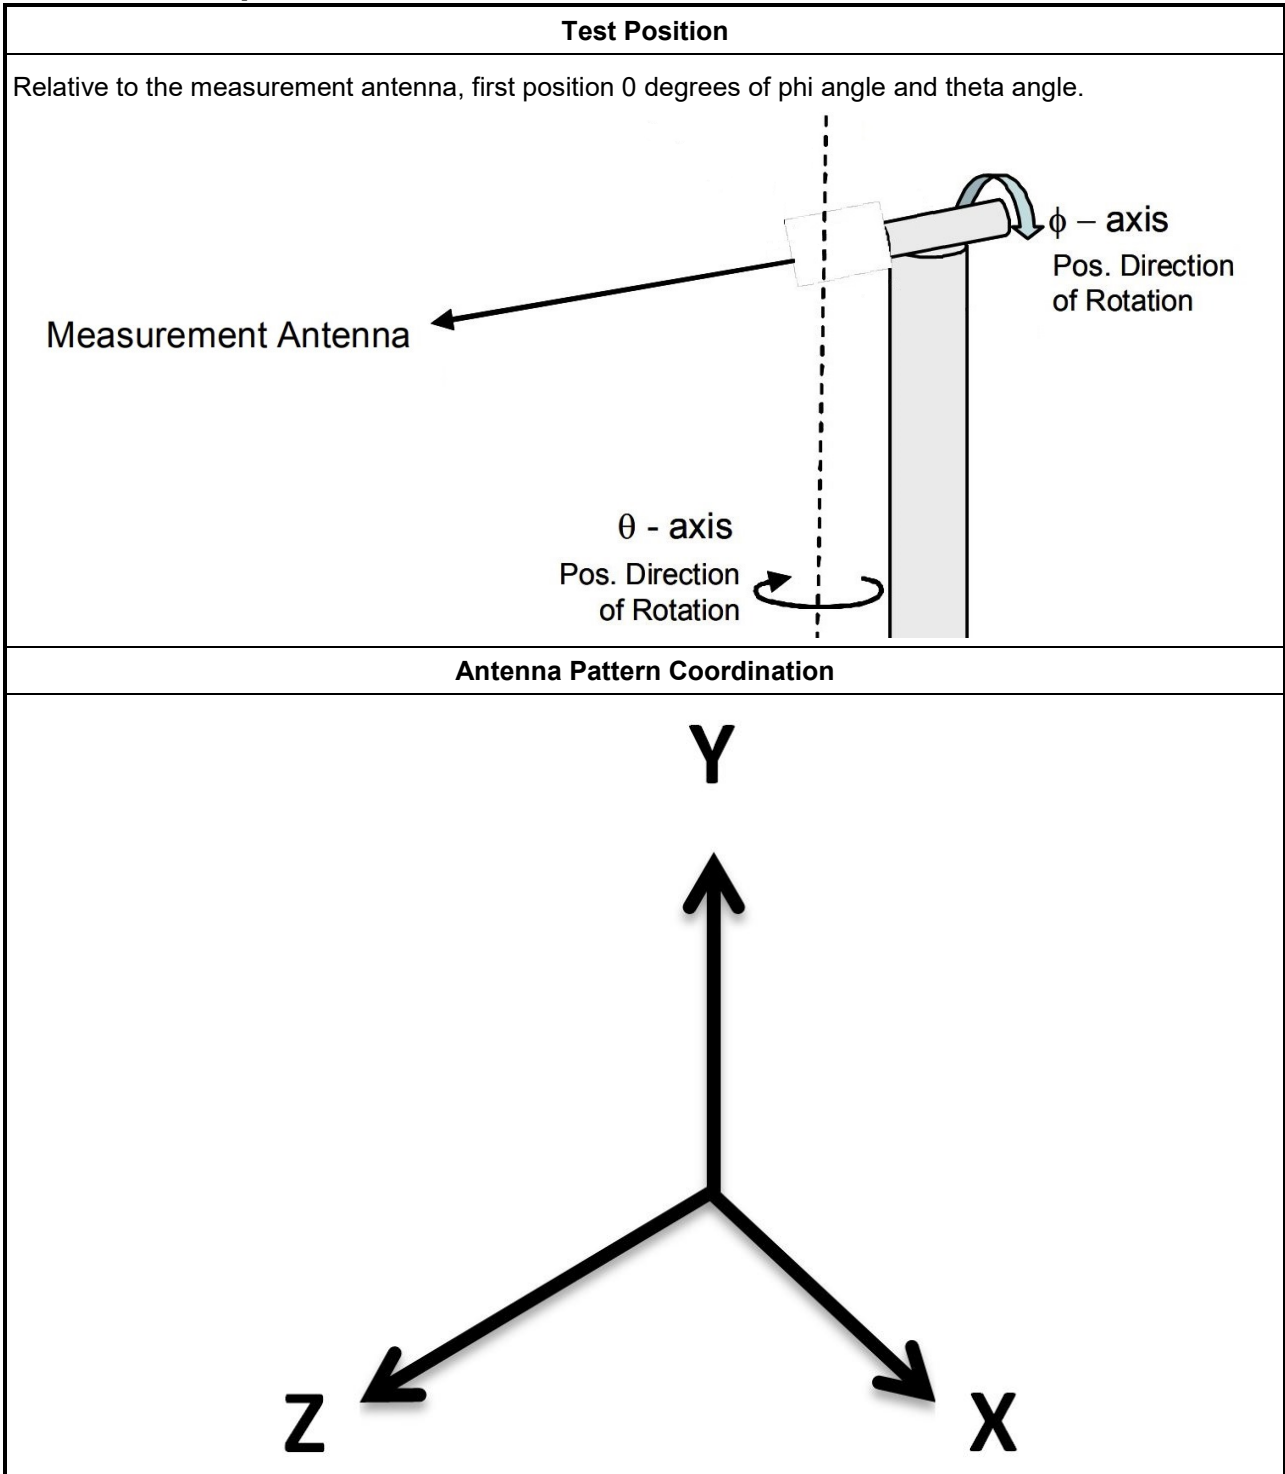 Test Position
Relative to the measurement antenna, first position 0 degrees of phi angle and theta angle.
ϕ – axis
Pos. Direction
of Rotation
Measurement Antenna
θ - axis
Pos. Direction
of Rotation
Antenna Pattern Coordination
Y
Z
X